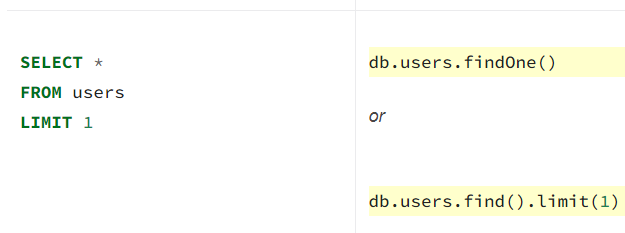 SELECT *
FROM users
LIMIT 1
db.users.findOne()
or
db.users.find().limit(1)